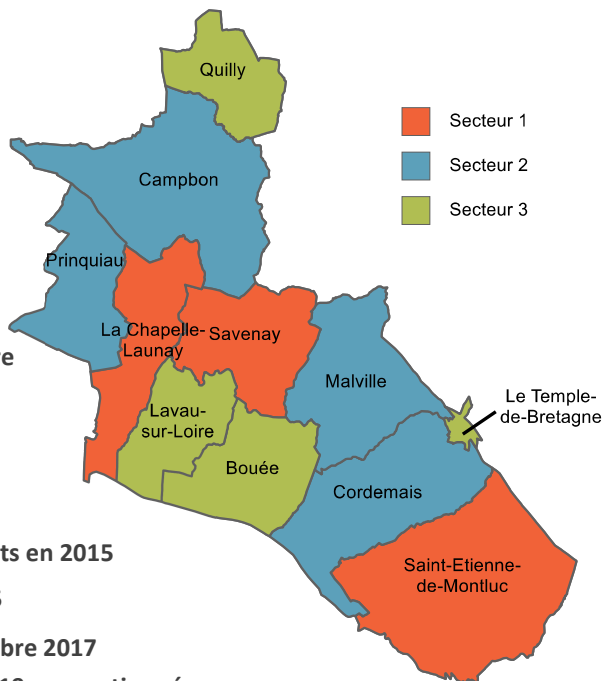 Quilly
Secteur 1
Secteur 2
Secteur 3
Campbon
Prinquiau
La Chapelle-
Launay
Savenay
Malville
Le Temple-
de-Bretagne
Lavau-
sur-Loire
Bouée
Cordemais
ts en 2015
Saint-Etienne-
de-Montluc
bre 2017